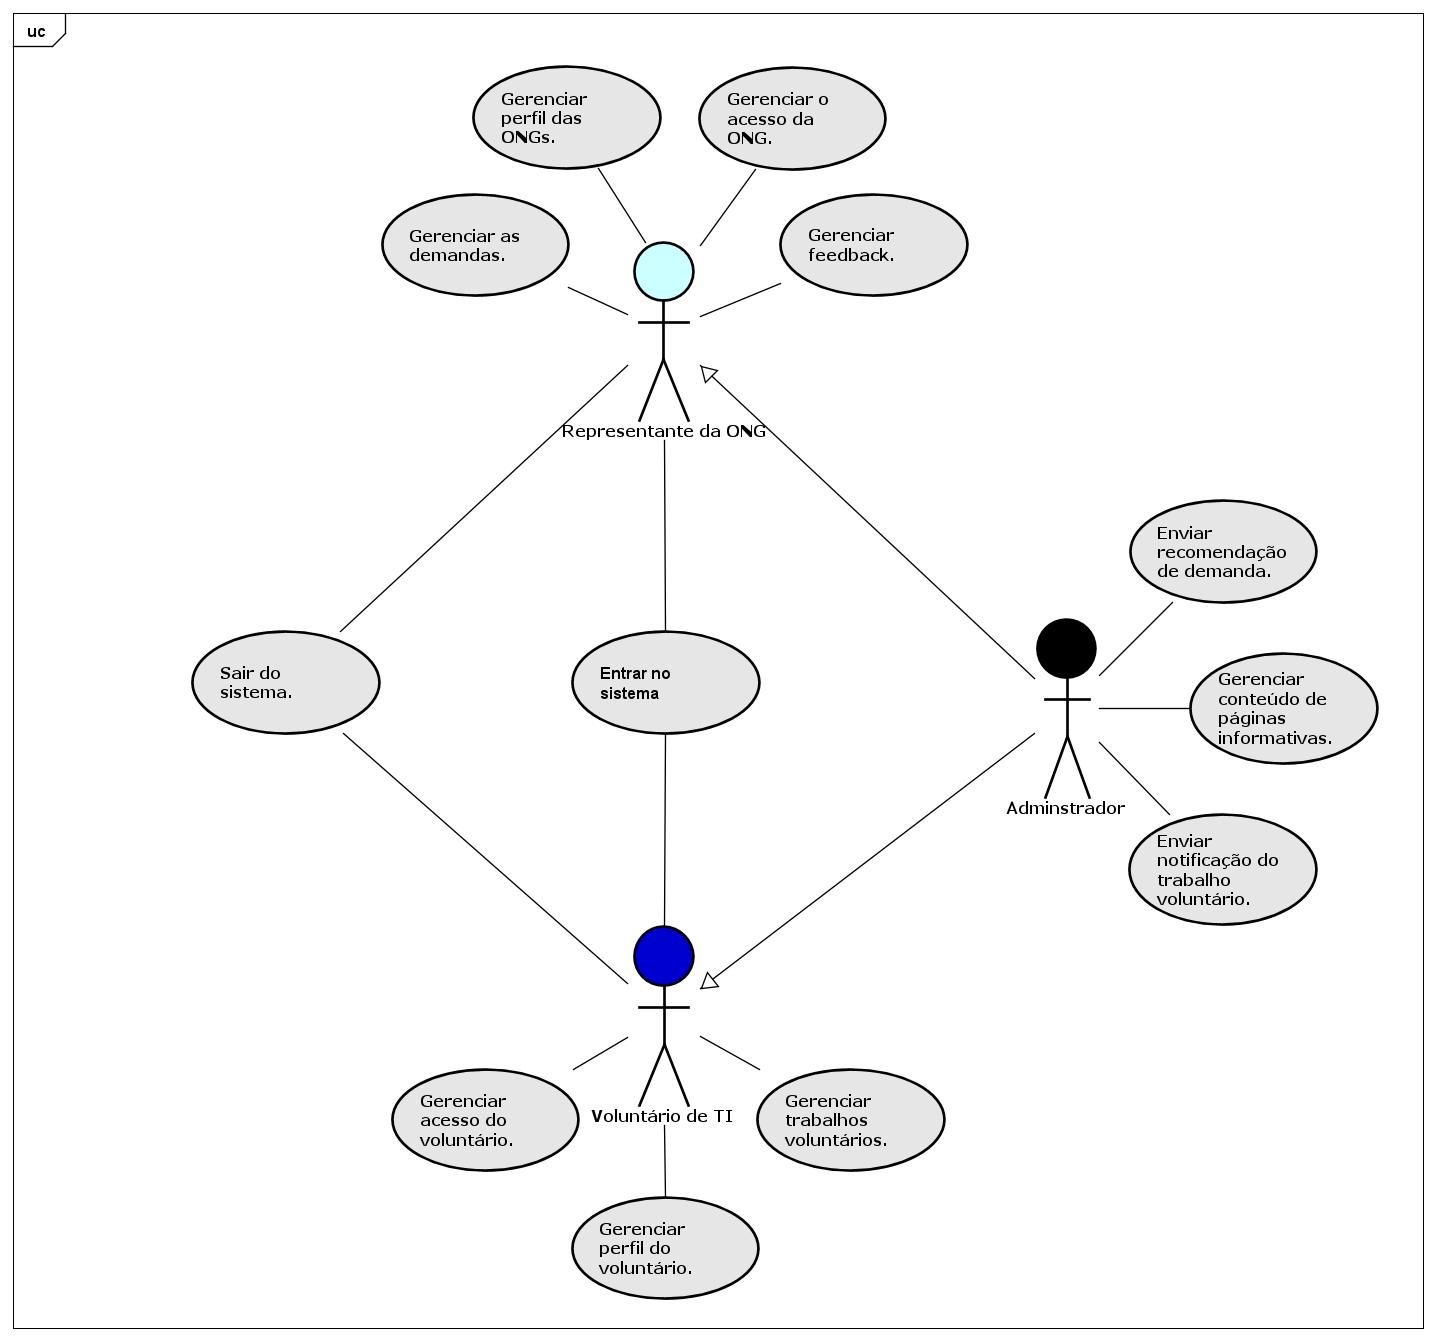 uc
Gerenciar
perfil das
ONGs.
Gerenciar o
acesso da
ONG.
Gerenciar as
demandas.
Gerenciar
feedback.
Representante da ONG
Enviar
recomendação
de demanda.
Sair do
sistema.
Entrar no
sistema
Gerenciar
conteúdo de
páginas
informativas.
Adminstrador
Enviar
notificação do
trabalho
voluntário.
Gerenciar
acesso do
voluntário.
Voluntário de TI
Gerenciar
trabalhos
voluntários.
Gerenciar
perfil do
voluntário.